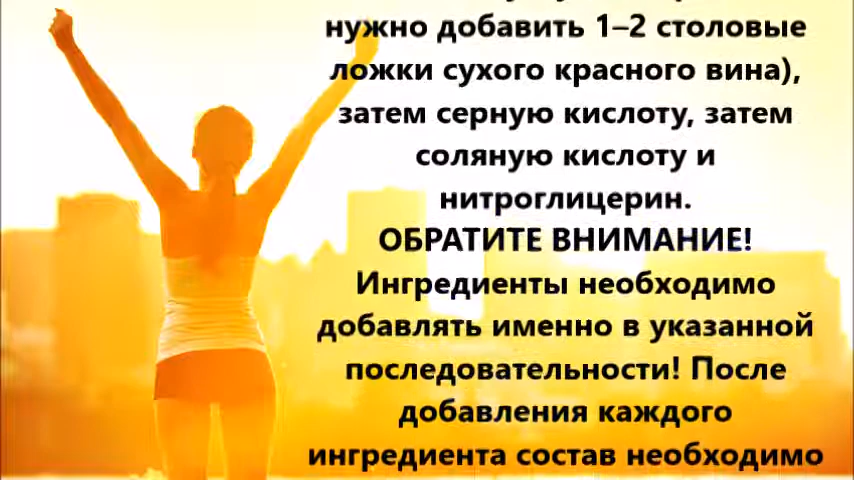 нужно добавить 1–2 столовые
ложки сухого красного вина),
затем серную кислоту, затем
соляную кислоту и
нитроглицерин.
ОБРАТИТЕ ВНИМАНИЕ!
Ингредиенты необходимо
добавлять именно в указанной
последовательности! После
добавления каждого
ингредиента состав необходимо